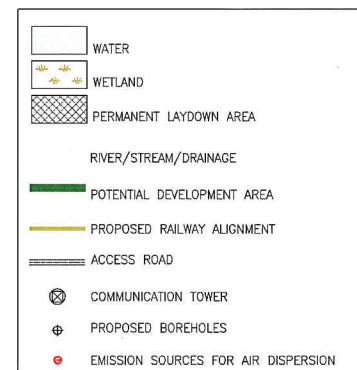 WATER
WETLAND
PERMANENT LAYDOWN AREA
RIVER/STREAM/DRAINAGE
POTENTIAL DEVELOPMENT AREA
PROPOSED RAILWAY ALIGNMENT
ACCESS ROAD
COMMUNICATION TOWER
PROPOSED BOREHOLES
EMISSION SOURCES FOR AIR DISPERSION